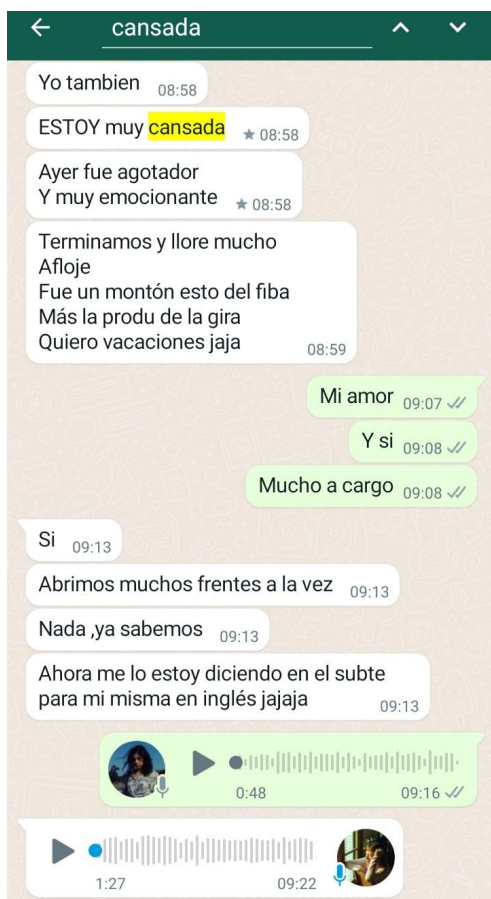 cansada
Yo tambien 08:58
ESTOY muy cansada ★ 08:58
Ayer fue agotador
Y muy emocionante ★ 08:58
Terminamos y llore mucho
Afloje
Fue un montón esto del fiba
Más la produ de la gira
Quiero vacaciones jaja 08:59
Mi amor 09:07
Y si 09:08
Mucho a cargo 09:08
Si 09:13
Abrimos muchos frentes a la vez 09:13
Nada ,ya sabemos 09:13
Ahora me lo estoy diciendo en el subte
para mi misma en inglés jajaja 09:13
0:48 09:16
1:27 09:22